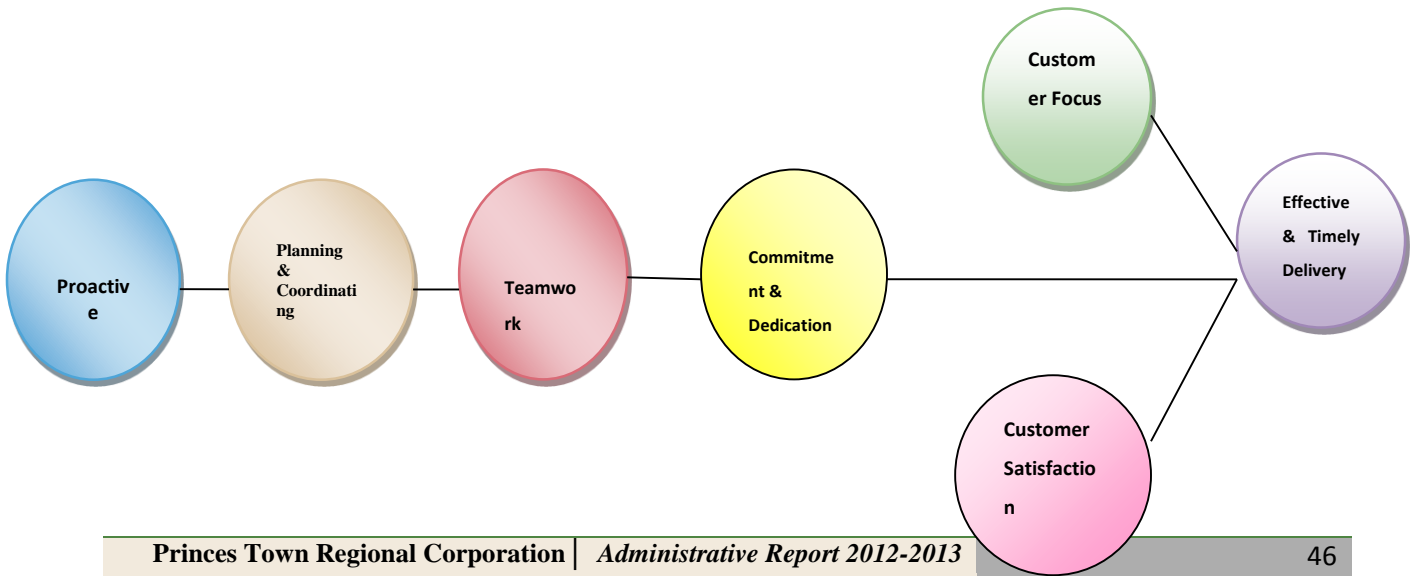 Proactiv
e
Planning
&
Coordinati
ng
Teamwo
rk
Commitme
nt &
Dedication
Custom
er Focus
Effective
& Timely
Delivery
Customer
Satisfactio
n
Princes Town Regional Corporation | Administrative Report 2012-2013 46